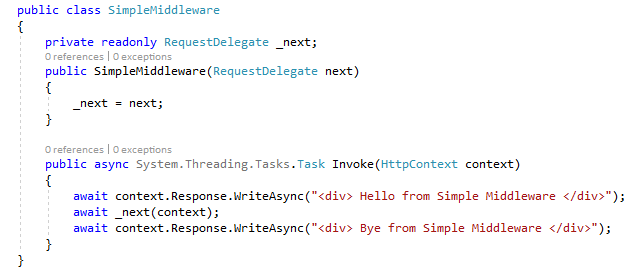 public class SimpleMiddleware
{
private readonly RequestDelegate _next;
0 references | 0 exceptions
public SimpleMiddleware(RequestDelegate next)
{
_next = next;
}
0 references | 0 exceptions
public async System.Threading.Tasks.Task Invoke(HttpContext context)
{
await context.Response.WriteAsync("<div> Hello from Simple Middleware </div>");
await _next(context);
await context.Response.WriteAsync("<div> Bye from Simple Middleware </div>");
}
}